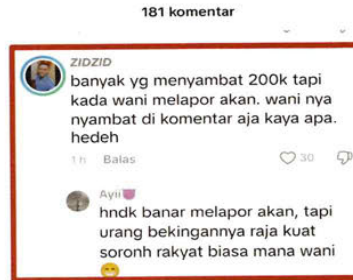 181 komentar
ZIDZID
banyak yg menyambat 200k tapi
kada wani melapor akan. wani nya
nyambat di komentar aja kaya apa.
hedeh
1 h Balas 30
Ayii😈
hndk banar melapor akan, tapi
urang bekingannya raja kuat
soronh rakyat biasa mana wani
😁